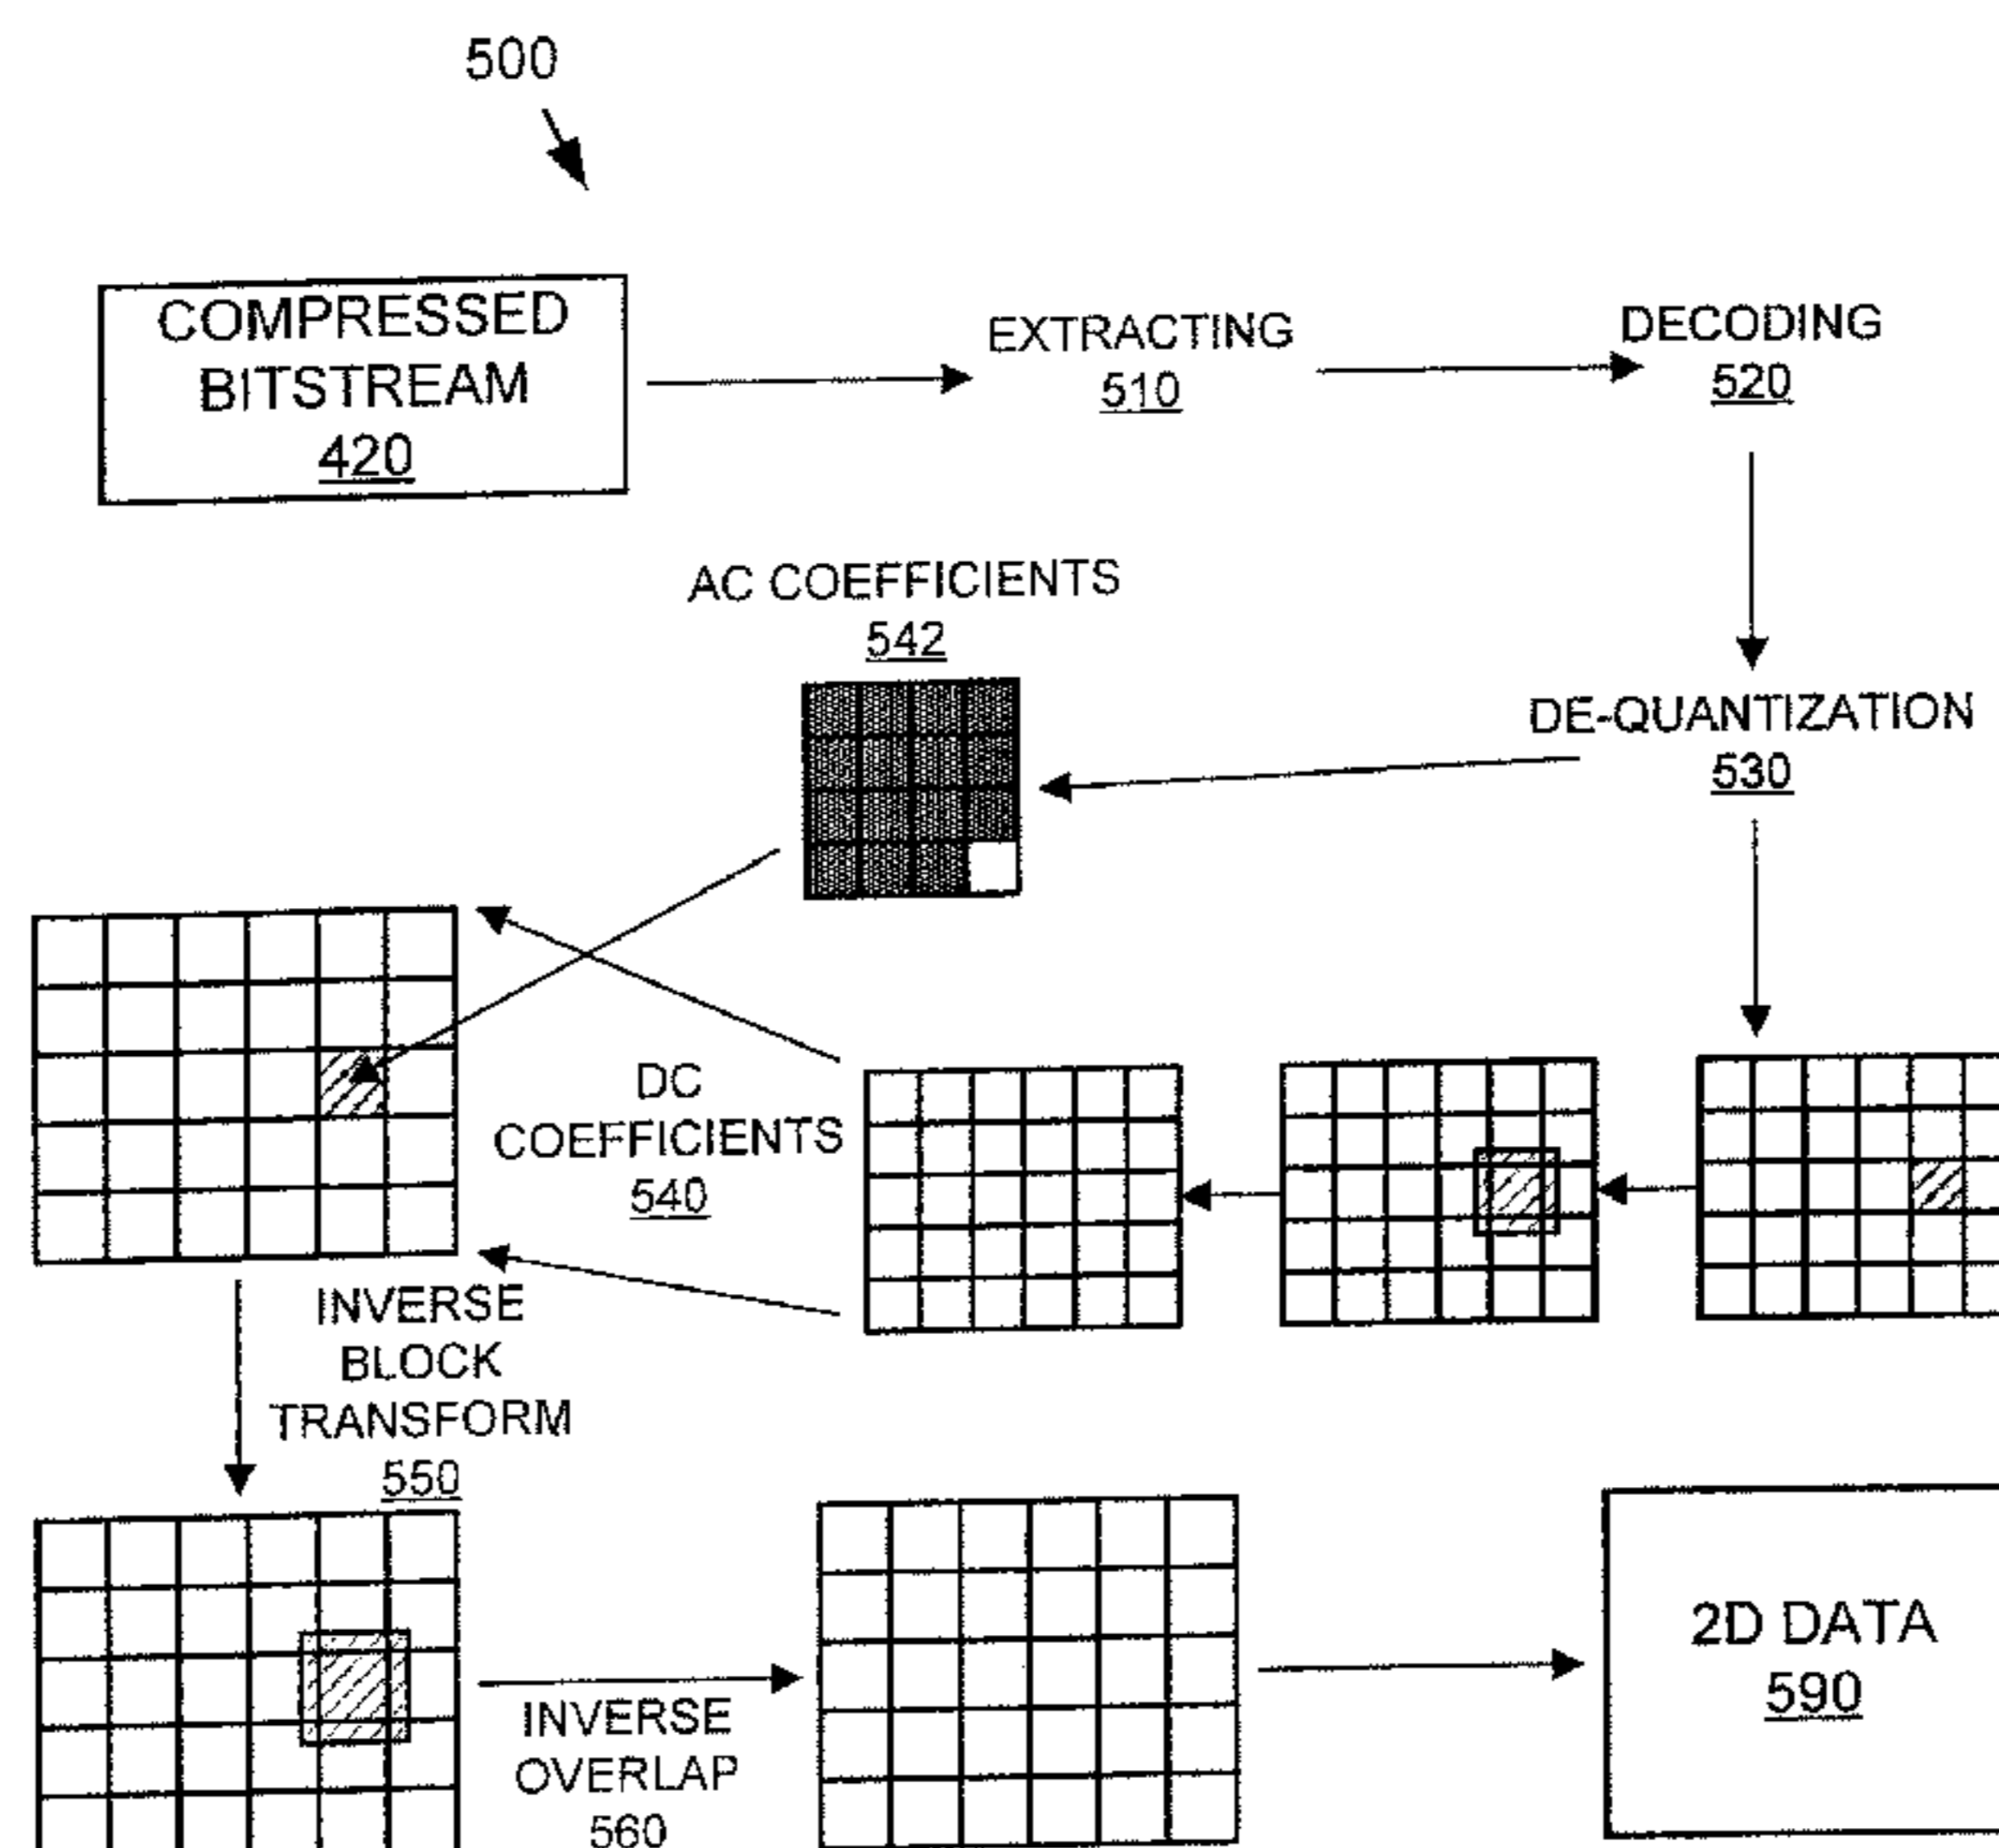 500
COMPRESSED
BITSTREAM
420
EXTRACTING
510
DECODING
520
AC COEFFICIENTS
542
DE-QUANTIZATION
530
DC
COEFFICIENTS
540
INVERSE
BLOCK
TRANSFORM
550
INVERSE
OVERLAP
560
2D DATA
590